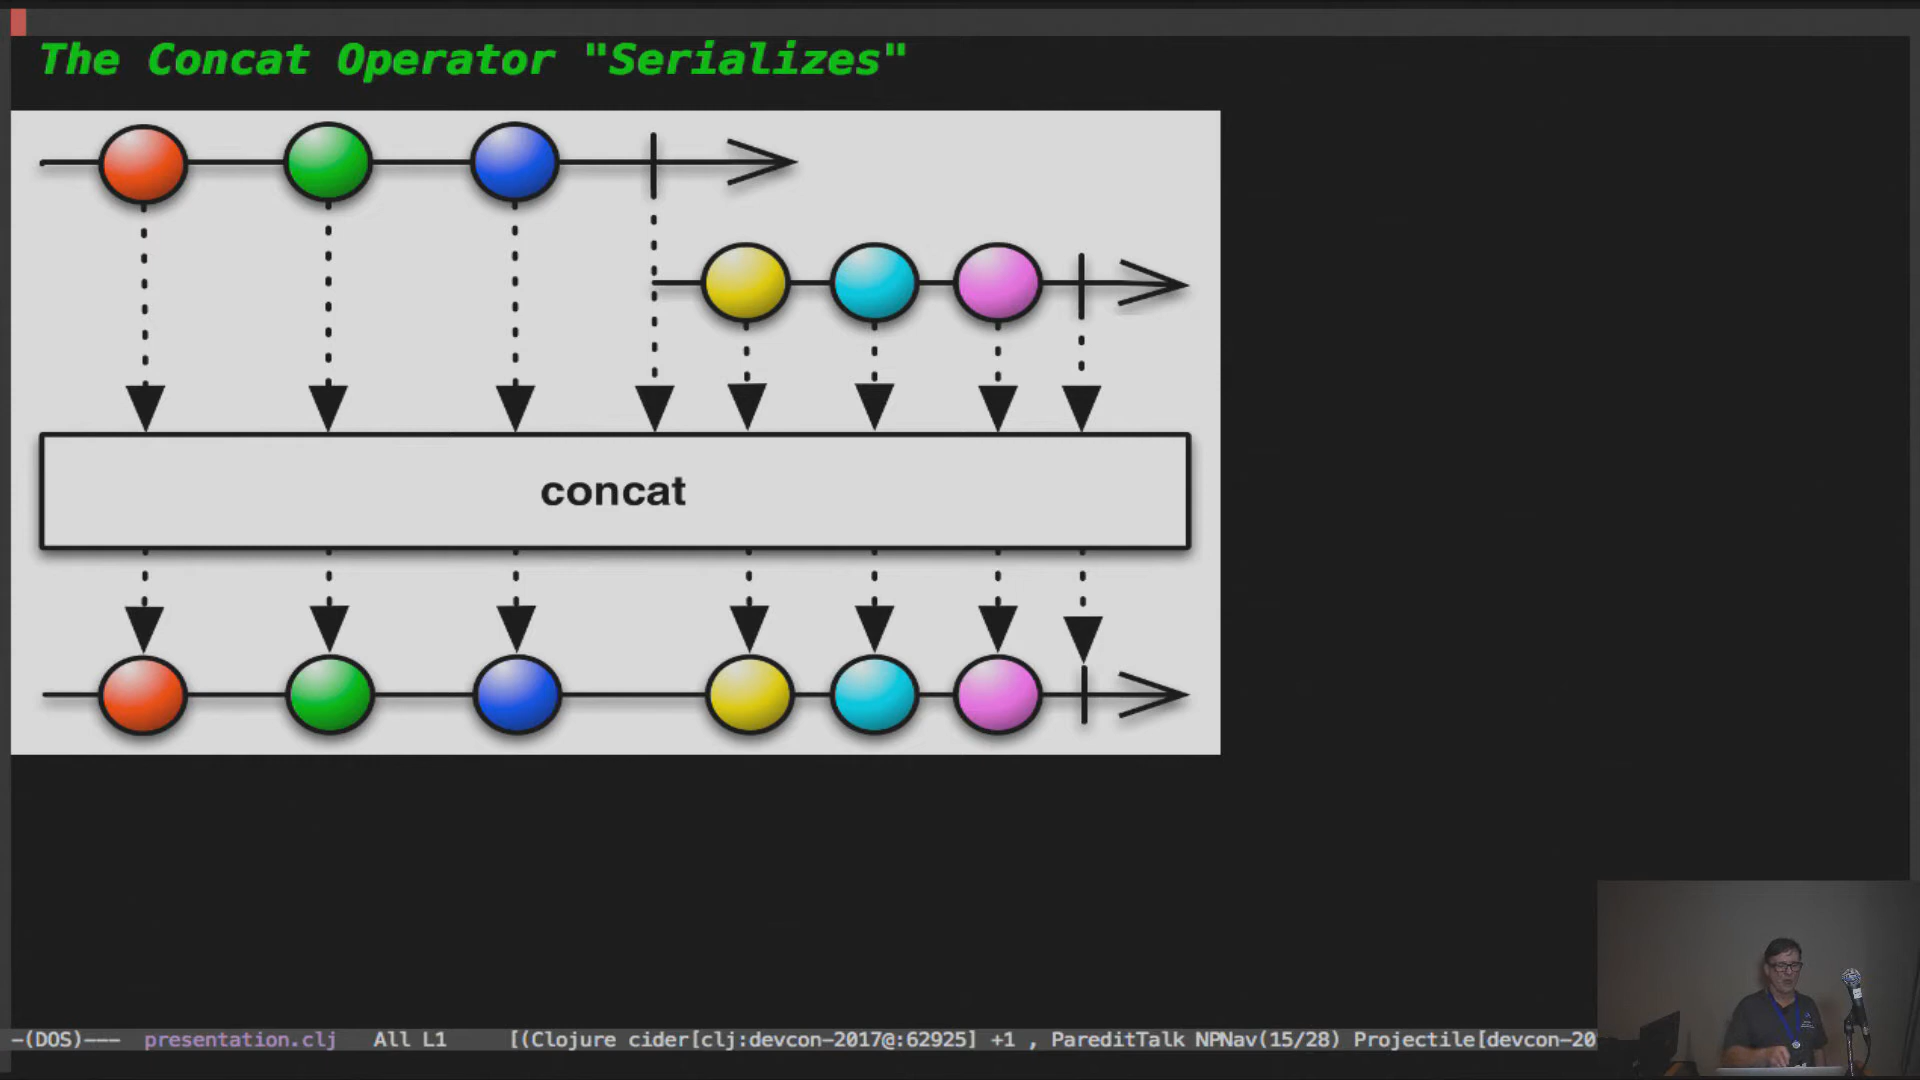 The Concat Operator "Serializes"
concat
-(DOS)--- presentation.clj All L1 [(Clojure cider[clj:devcon-2017@:62925] +1 , PareditTalk NPNav(15/28) Projectile[devcon-20